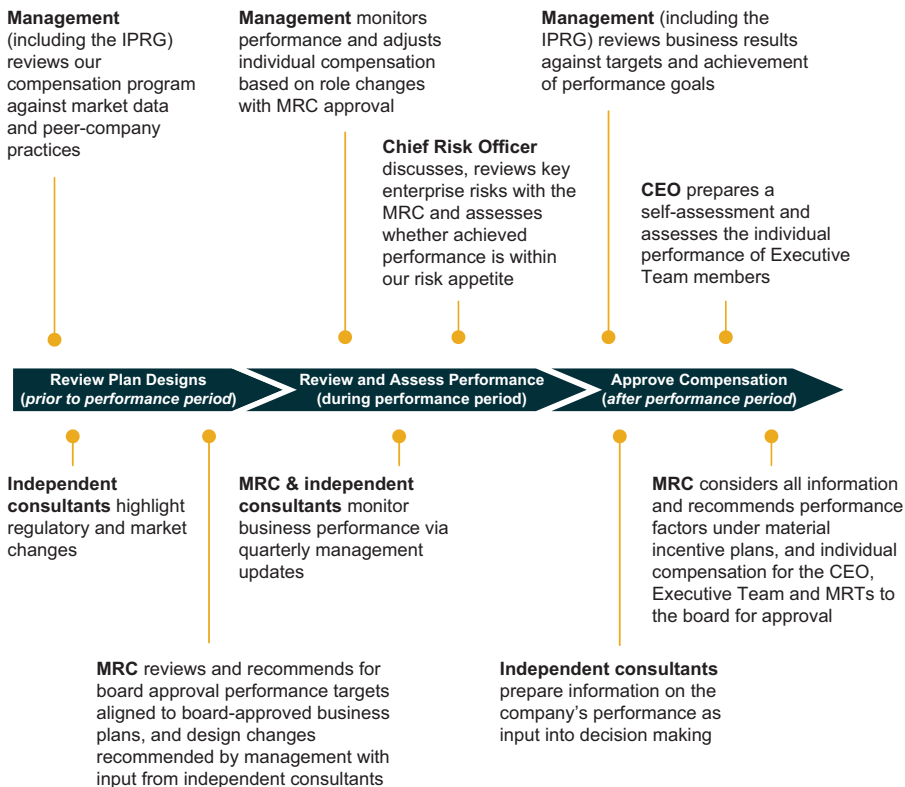 Management
(including the IPRG)
reviews our
compensation program
against market data
and peer-company
practices
Management monitors
performance and adjusts
individual compensation
based on role changes
with MRC approval
Chief Risk Officer
discusses, reviews key
enterprise risks with the
MRC and assesses
whether achieved
performance is within
our risk appetite
Management (including the
IPRG) reviews business results
against targets and achievement
of performance goals
CEO prepares a
self-assessment and
assesses the individual
performance of Executive
Team members
Review Plan Designs
(prior to performance period)
Review and Assess Performance
(during performance period)
Approve Compensation
(after performance period)
Independent
consultants highlight
regulatory and market
changes
MRC reviews and recommends for
board approval performance targets
aligned to board-approved business
plans, and design changes
recommended by management with
input from independent consultants
MRC & independent
consultants monitor
business performance via
quarterly management
updates
Independent consultants
prepare information on the
company's performance as
input into decision making
MRC considers all information
and recommends performance
factors under material
incentive plans, and individual
compensation for the CEO,
Executive Team and MRTs to
the board for approval